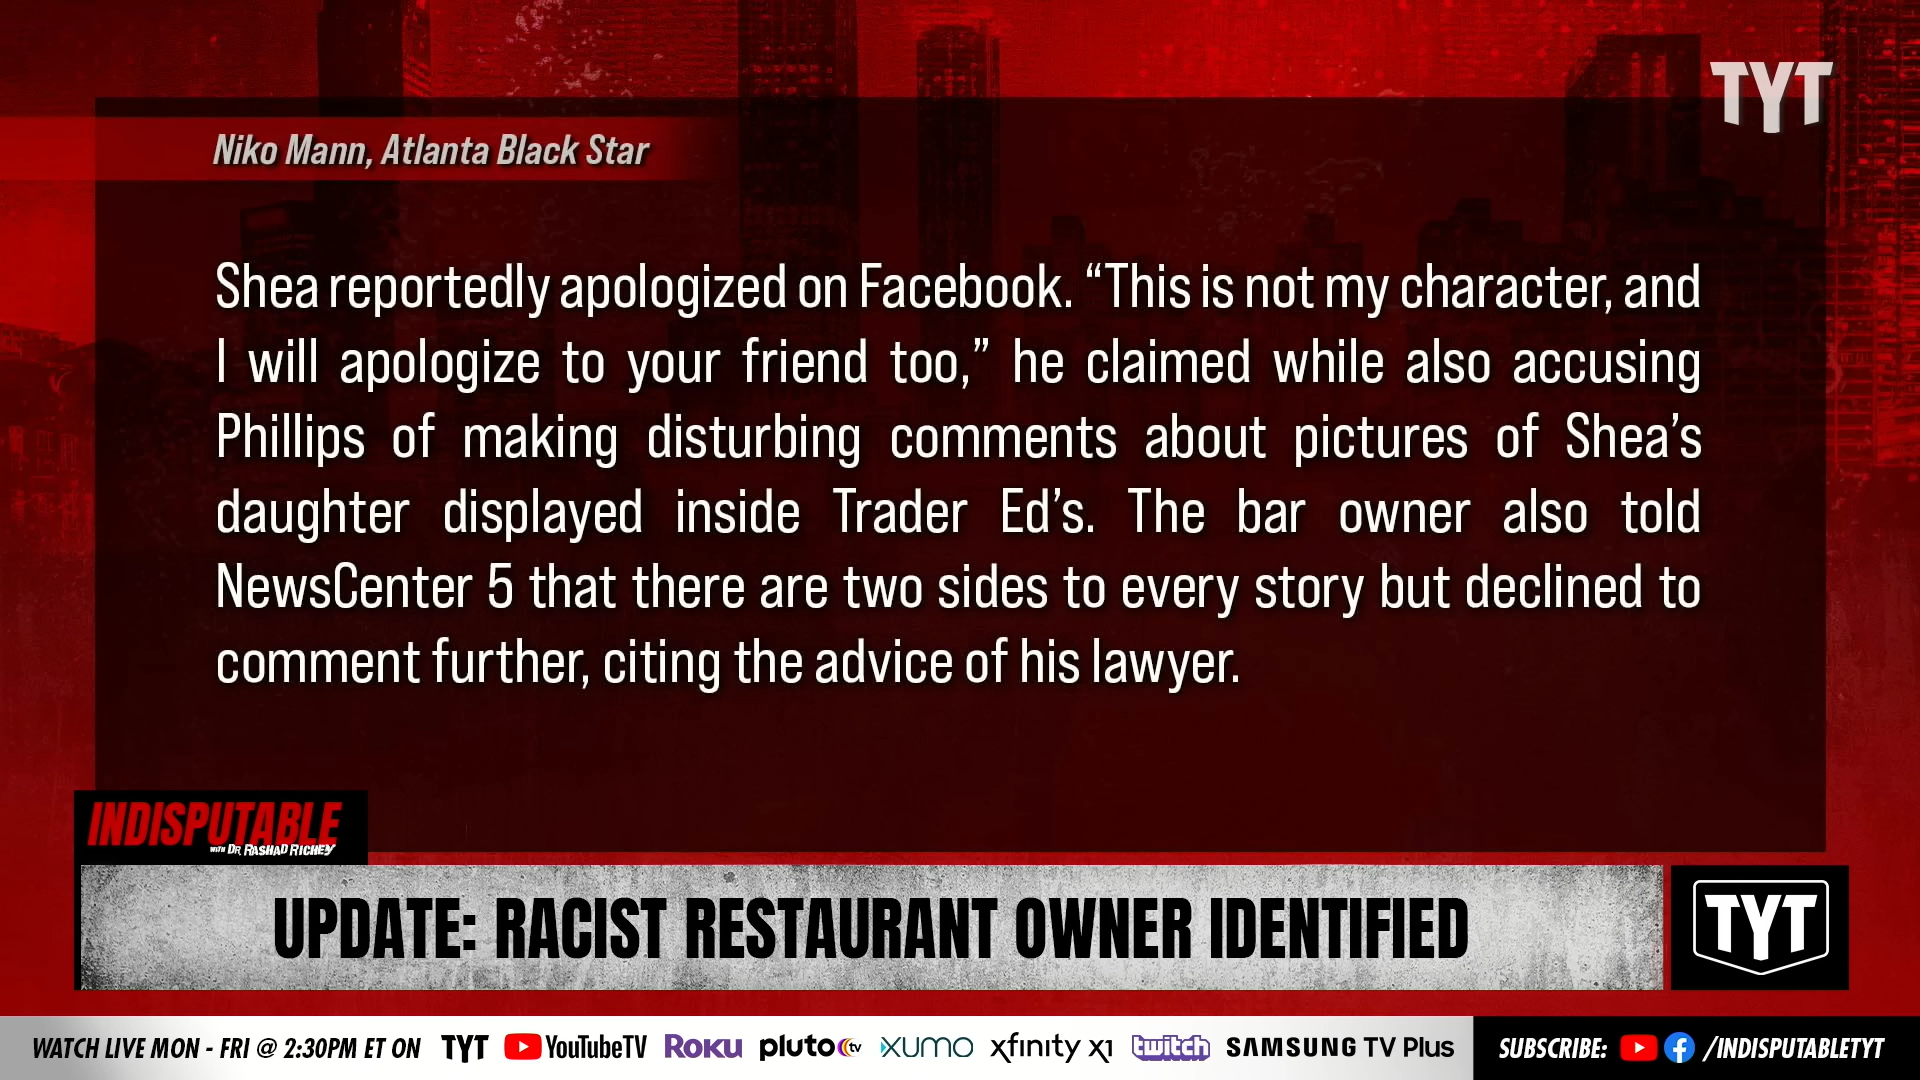 TYT
Niko Mann, Atlanta Black Star
Shea reportedly apologized on Facebook. “This is not my character, and
I will apologize to your friend too,” he claimed while also accusing
Phillips of making disturbing comments about pictures of Shea’s
daughter displayed inside Trader Ed’s. The bar owner also told
NewsCenter 5 that there are two sides to every story but declined to
comment further, citing the advice of his lawyer.
INDISPUTABLE
WITH DR RASHAD RICHEY
UPDATE: RACIST RESTAURANT OWNER IDENTIFIED
TYT
WATCH LIVE MON - FRI @ 2:30PM ET ON TYT YouTubeTV ROKU pluto tv XUMO xfinity x1 twitch SAMSUNG TV Plus SUBSCRIBE: /INDISPUTABLETYT